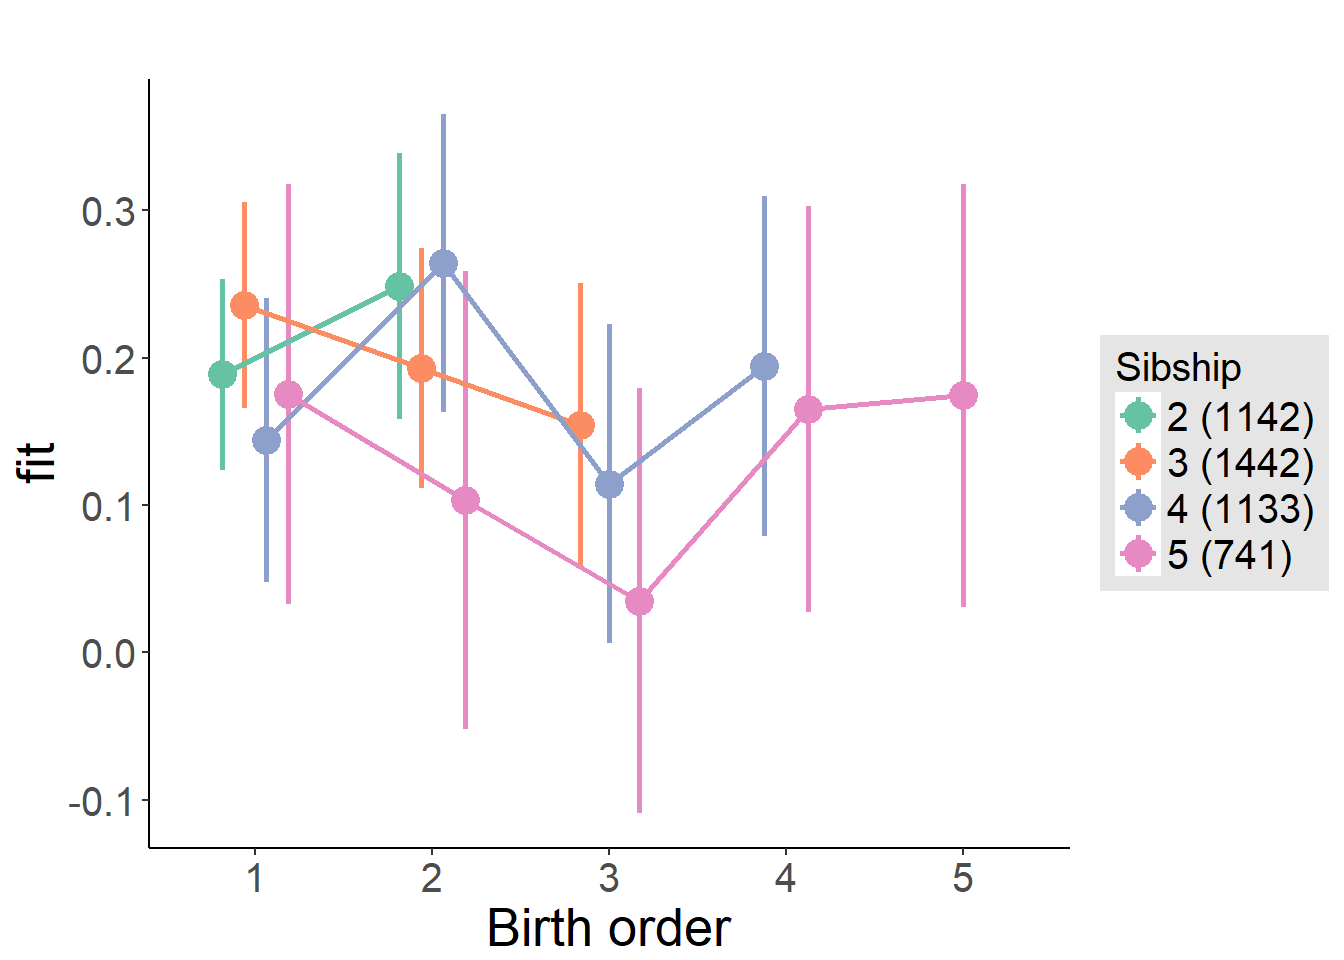 fit
0.3
0.2
0.1
0.0
-0.1
1 2 3 4 5
Birth order
Sibship
2 (1142)
3 (1442)
4 (1133)
5 (741)